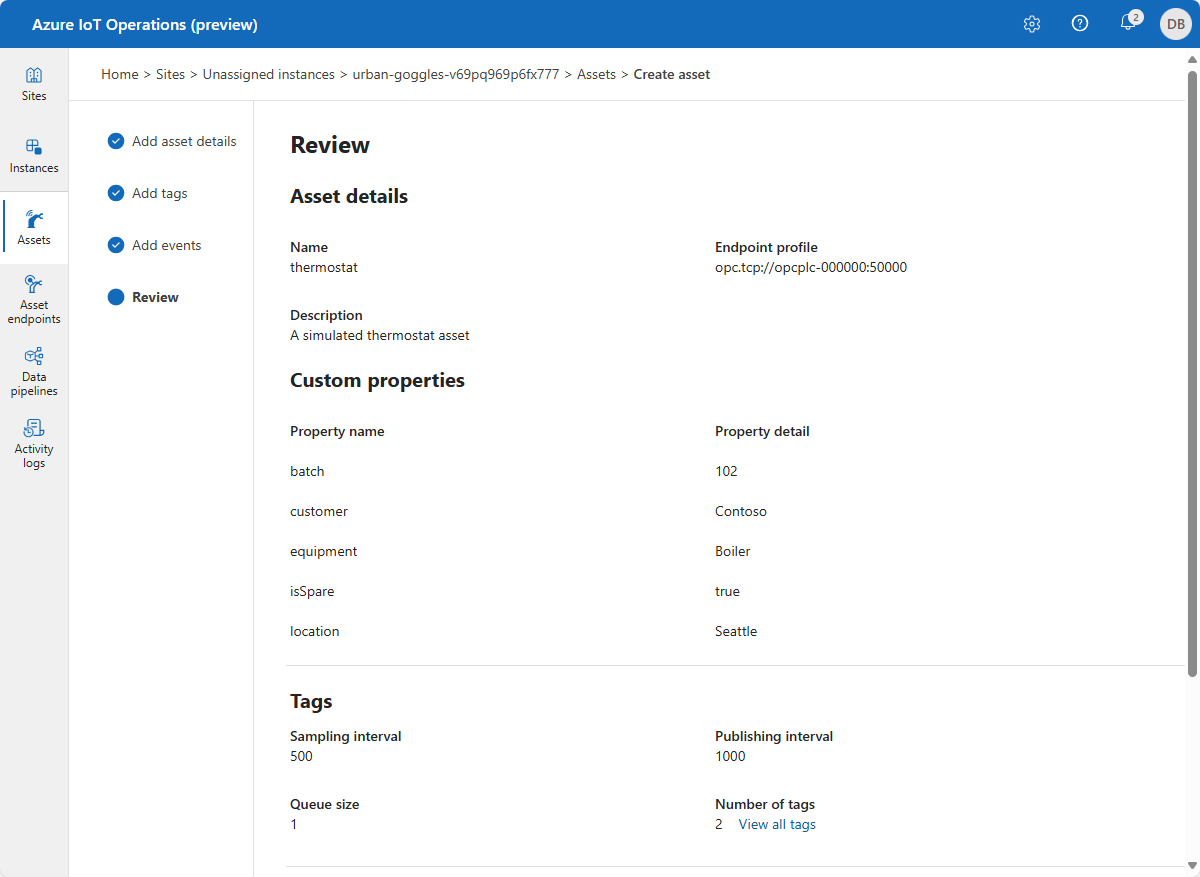 Azure IoT Operations (preview)
2
DB
Sites
Instances
Assets
Asset
endpoints
Data
pipelines
Activity
logs
Home > Sites > Unassigned instances > urban-goggles-v69pq969p6fx777 > Assets > Create asset
Add asset details
Add tags
Add events
Review
Review
Asset details
Name
thermostat
Endpoint profile
opc.tcp://opcplc-000000:50000
Description
A simulated thermostat asset
Custom properties
Property name Property detail
batch 102
customer Contoso
equipment Boiler
isSpare true
location Seattle
Tags
Sampling interval
500
Publishing interval
1000
Queue size
1
Number of tags
2 View all tags